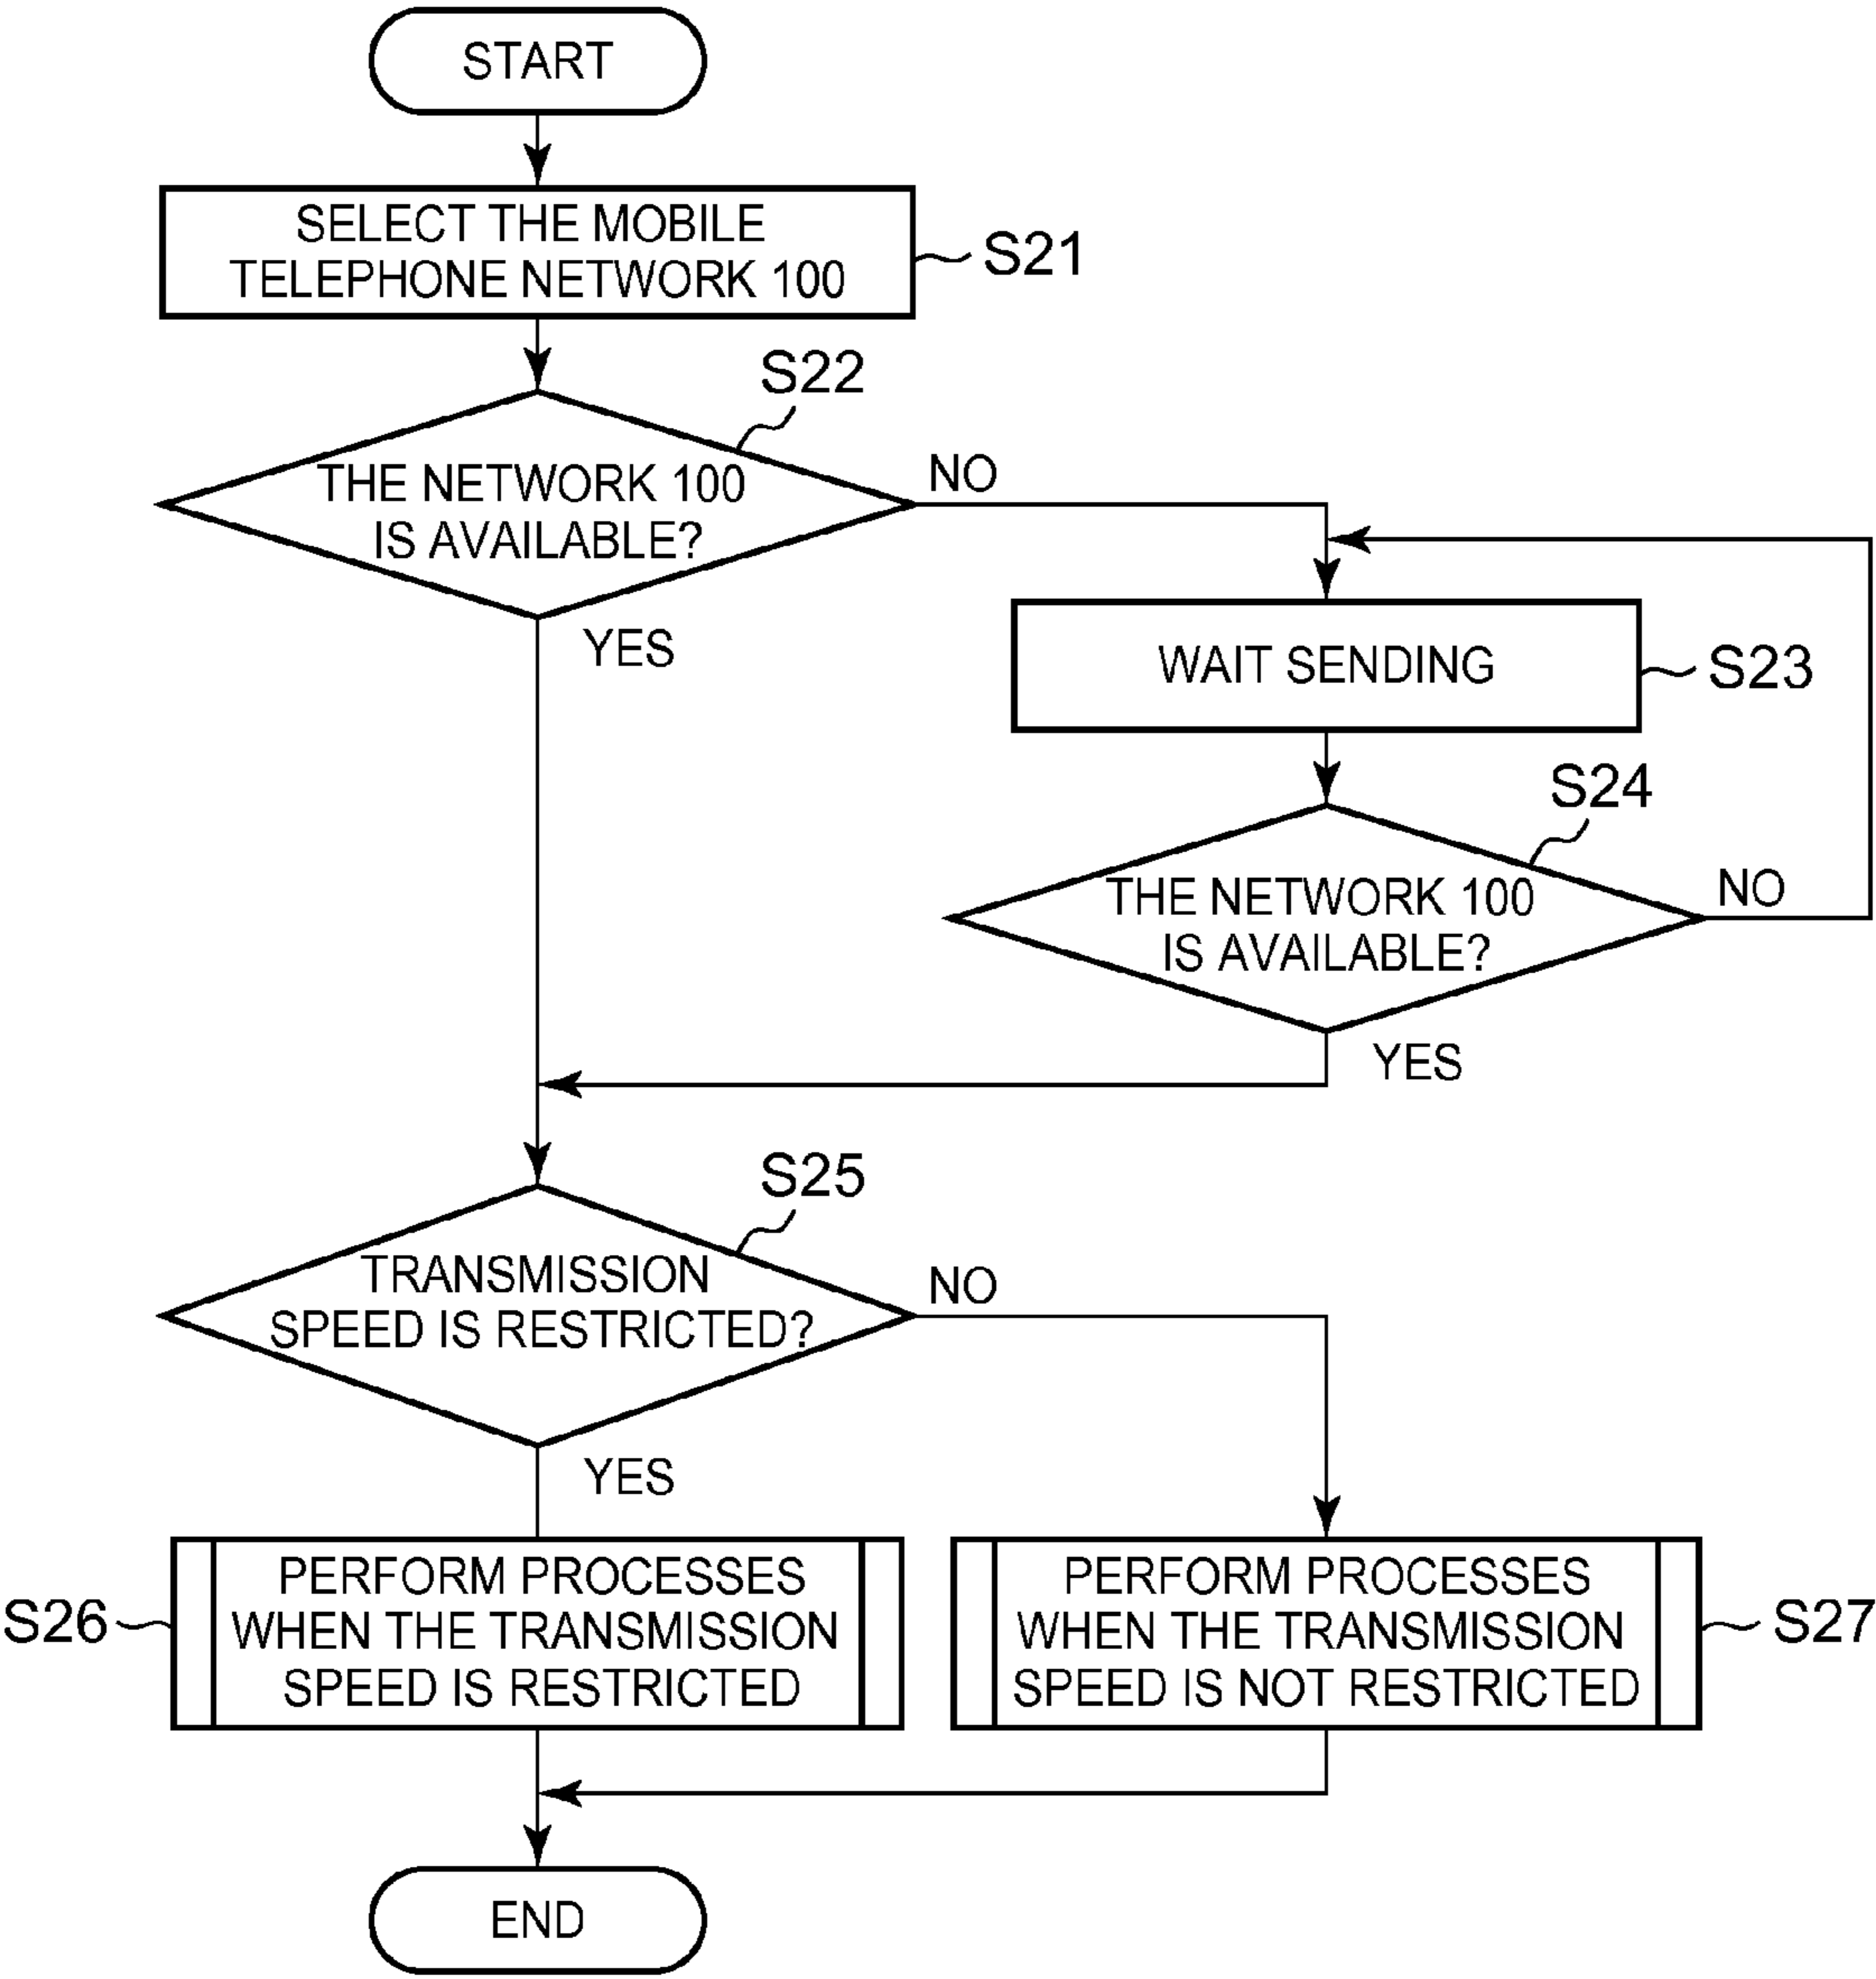 START
SELECT THE MOBILE
TELEPHONE NETWORK 100
S21
S22
THE NETWORK 100
IS AVAILABLE?
NO
YES
WAIT SENDING
S23
S24
THE NETWORK 100
IS AVAILABLE?
NO
YES
S25
TRANSMISSION
SPEED IS RESTRICTED?
NO
YES
S26
PERFORM PROCESSES
WHEN THE TRANSMISSION
SPEED IS RESTRICTED
PERFORM PROCESSES
WHEN THE TRANSMISSION
SPEED IS NOT RESTRICTED
S27
END